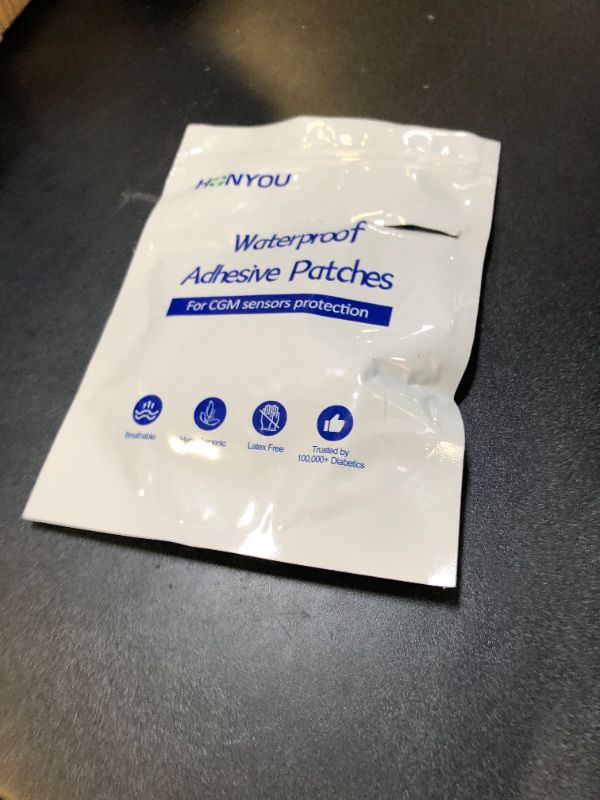 HONYOU
Waterproof
Adhesive Patches
For CGM sensors protection
Breathable
Latex Free
Trusted by
100,000+ Diabetics